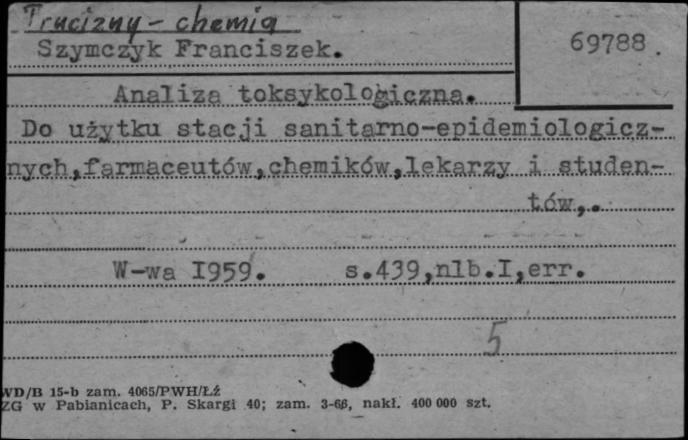 Trucizny - chemia
Szymczyk Franciszek.
69788.
Analiza toksykologiczna.
Do użytku stacji sanitarno-epidemiologicz-
nych,farmaceutów,chemików,lekarzy i studen-
tów,.
W-wa I959. s.439,nlb.I,err.
5
WD/B 15-b zam. 4065/PWH/Łź
ZG w Pabianicach, P. Skargi 40; zam. 3-66, nakł. 400 000 szt.